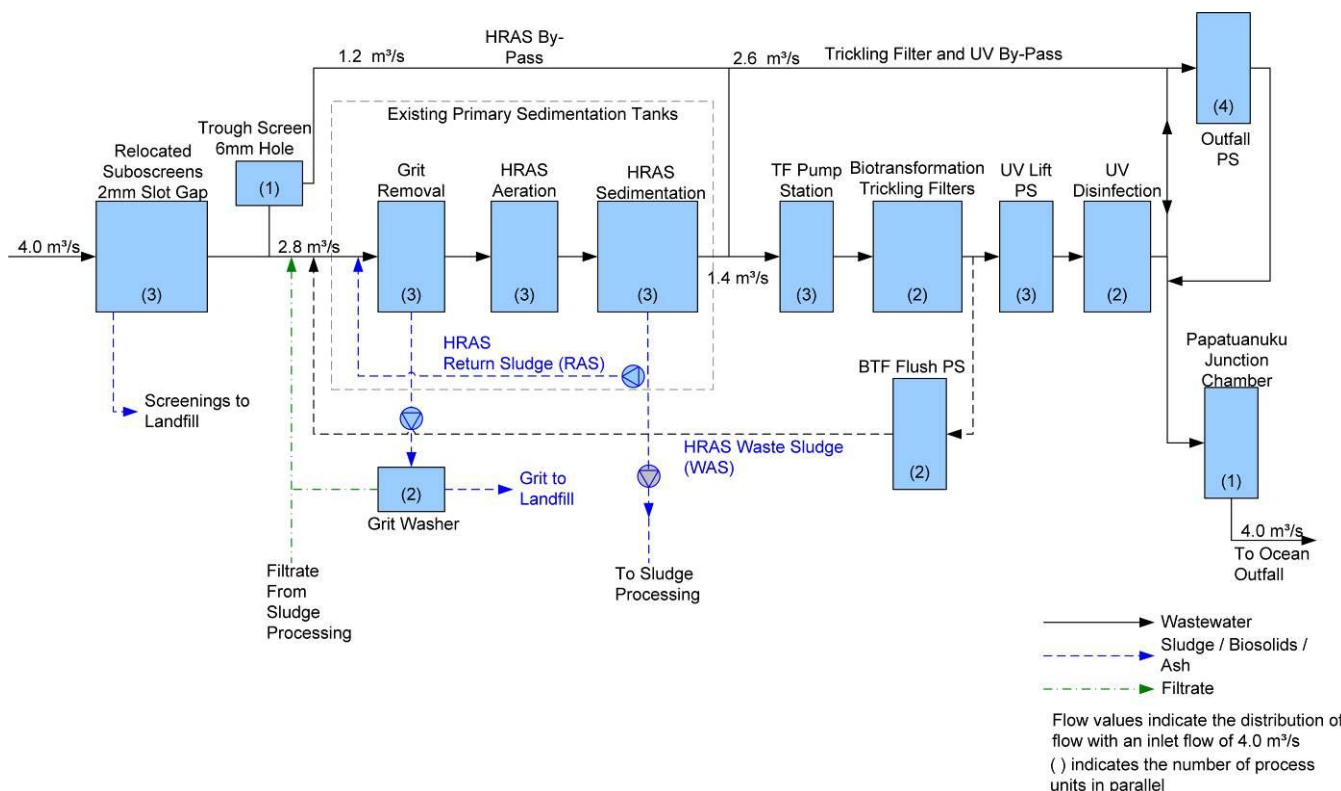 HRAS By-
Pass
1.2 m³/s
2.6 m³/s
Trickling Filter and UV By-Pass
(4)
Outfall
PS
Existing Primary Sedimentation Tanks
Trough Screen
6mm Hole
(1)
Relocated
Suboscreens
2mm Slot Gap
(3)
4.0 m³/s
2.8 m³/s
Grit
Removal
(3)
HRAS
Aeration
(3)
HRAS
Sedimentation
(3)
1.4 m³/s
TF Pump
Station
(3)
Biotransformation
Trickling Filters
(2)
UV Lift
PS
(3)
UV
Disinfection
(2)
HRAS
Return Sludge (RAS)
BTF Flush PS
(2)
Papatuanuku
Junction
Chamber
(1)
Screenings to
Landfill
HRAS Waste Sludge
(WAS)
(2)
Grit Washer
Grit to
Landfill
4.0 m³/s
To Ocean
Outfall
Filtrate
From
Sludge
Processing
To Sludge
Processing
Wastewater
Sludge / Biosolids /
Ash
Filtrate
Flow values indicate the distribution of
flow with an inlet flow of 4.0 m³/s
( ) indicates the number of process
units in parallel